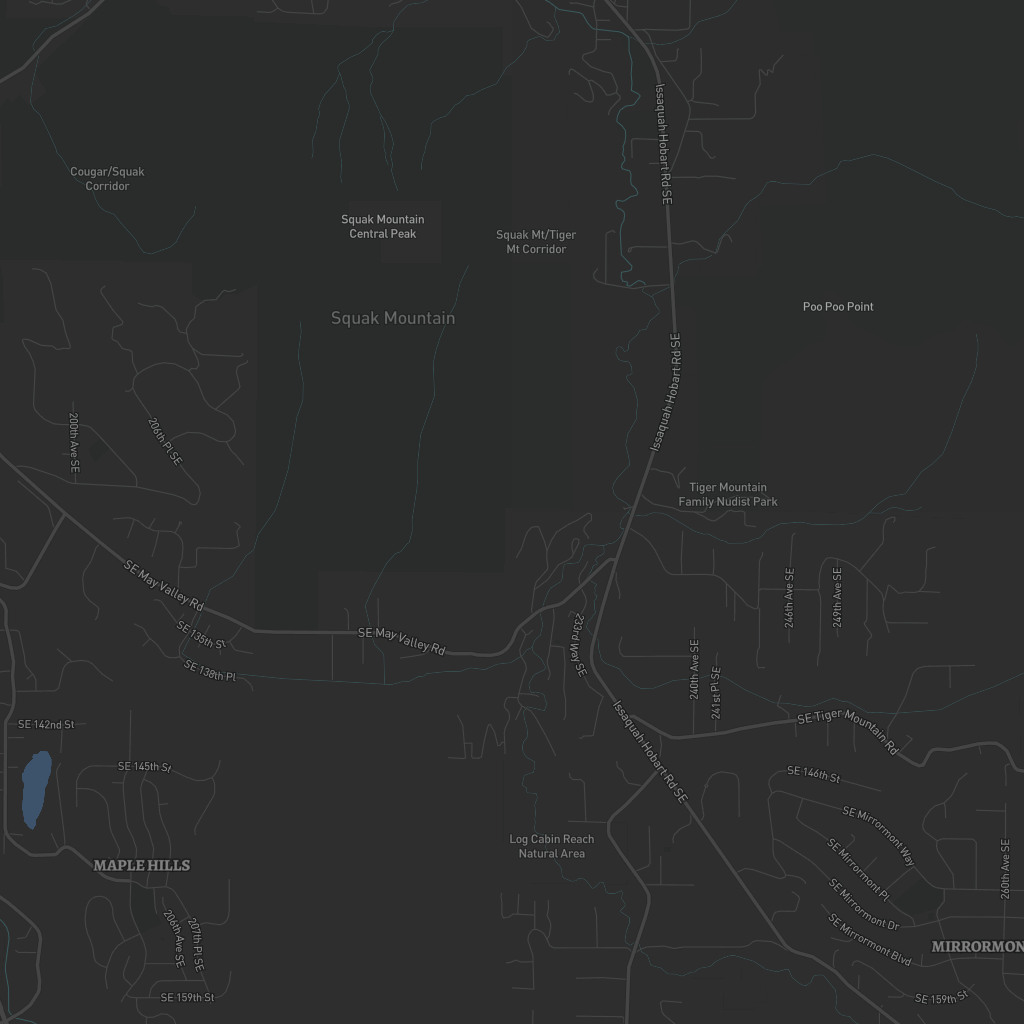 Issaquah Hobart Rd SE
Cougar/Squak
Corridor
Squak Mountain
Central Peak
Squak Mt/Tiger
Mt Corridor
Poo Poo Point
Squak Mountain
Issaquah Hobart Rd SE
200th Ave SE
206th Pl SE
Tiger Mountain
Family Nudist Park
SE May Valley Rd
246th Ave SE
249th Ave SE
SE 135th St
SE May Valley Rd
233rd Way SE
SE 138th Pl
240th Ave SE
241st Pl SE
SE 142nd St
Issaquah Hobart Rd SE
SE Tiger Mountain Rd
SE 145th St
SE 146th St
SE Mirrormont Way
Log Cabin Reach
Natural Area
MAPLE HILLS
SE Mirrormont Pl
260th Ave SE
SE Mirrormont Dr
206th Ave SE
207th Pl SE
SE Mirrormont Blvd
MIRRORMON
SE 159th St
SE 159th St